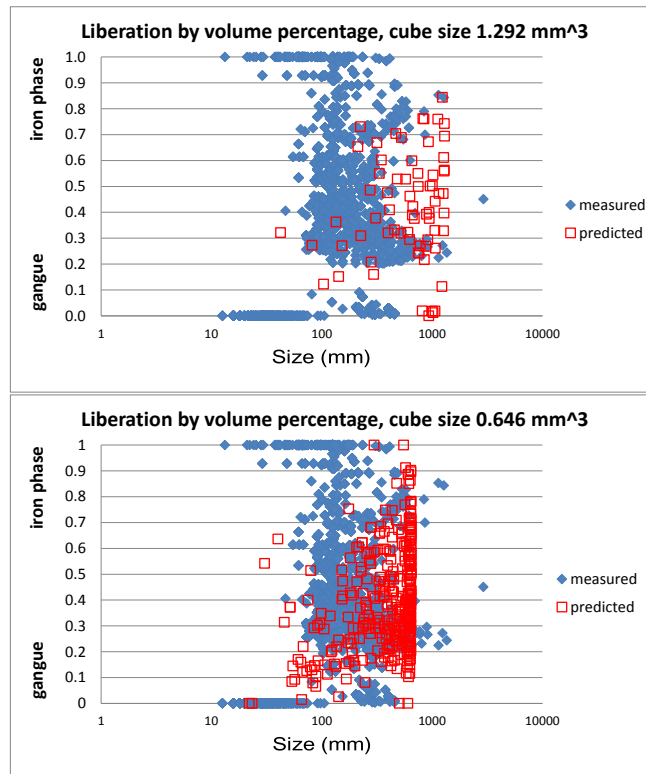 Liberation by volume percentage, cube size 1.292 mm^3
iron phase
gangue
1.0
0.9
0.8
0.7
0.6
0.5
0.4
0.3
0.2
0.1
0.0
1 10 100 1000 10000
Size (mm)
measured
predicted
Liberation by volume percentage, cube size 0.646 mm^3
iron phase
gangue
1
0.9
0.8
0.7
0.6
0.5
0.4
0.3
0.2
0.1
0
1 10 100 1000 10000
Size (mm)
measured
predicted